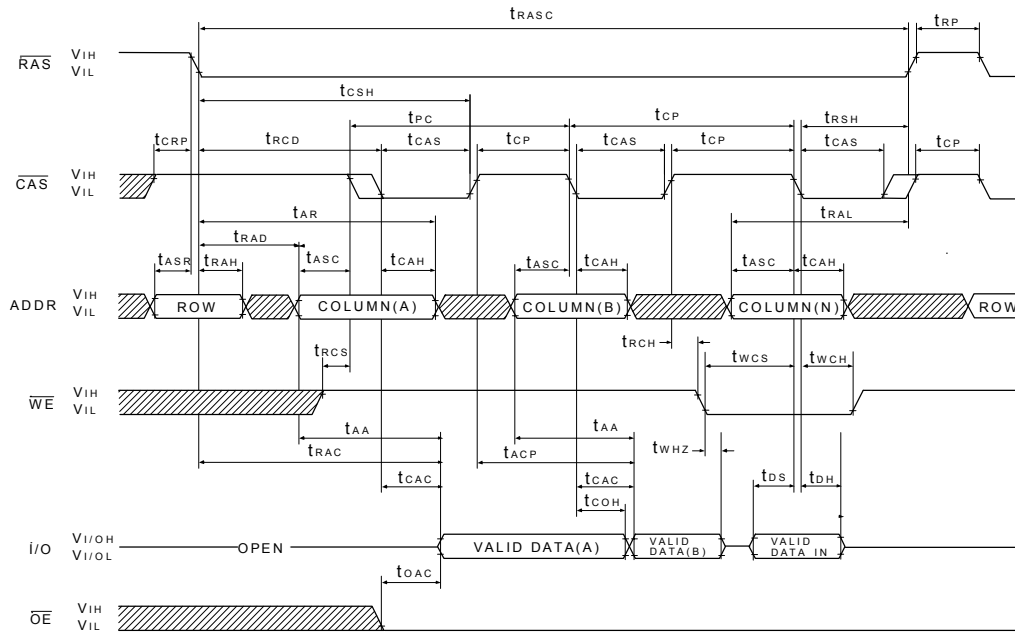 tRASC tRP
RAS VIH
VIL
tCSH
tPC tCP tRSH
tCRP tRCD tCAS tCP tCAS tCP tCAS tCP
CAS VIH
VIL
tAR tRAL
tRAD
tASR tRAH tASC tCAH tASC tCAH tASC tCAH
ADDR VIH
VIL
ROW COLUMN(A) COLUMN(B) COLUMN(N) ROW
tRCS tRCH tWCS tWCH
WE VIH
VIL
tAA tAA
tRAC tACP tWHZ
tCAC tCAC tDS tDH
tCOH
I/O VI/OH
VI/OL
OPEN VALID DATA(A) VALID DATA(B) VALID DATA IN
tOAC
OE VIH
VIL